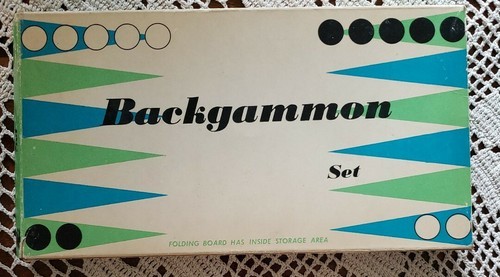 Backgammon
Set
FOLDING BOARD HAS INSIDE STORAGE AREA